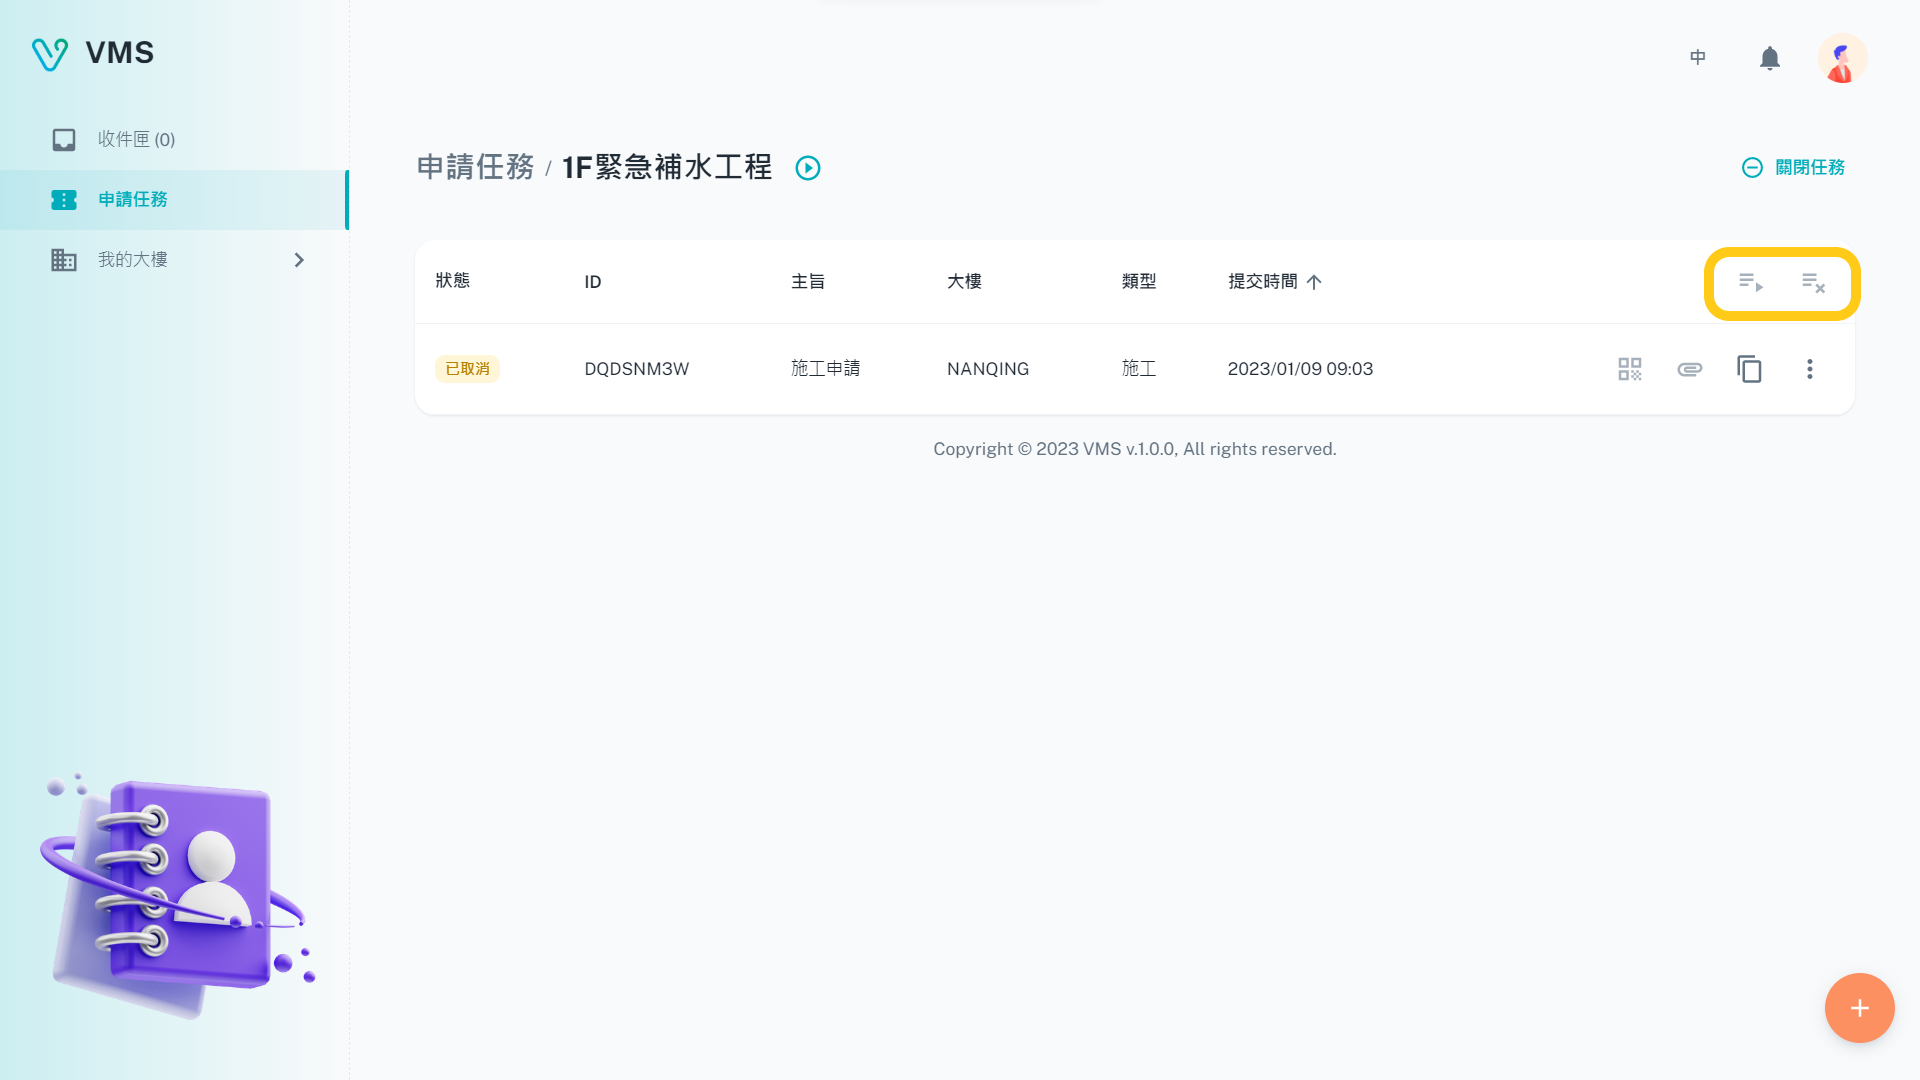 VMS
中
收件匣 (0)
申請任務
我的大樓
申請任務 / 1F緊急補水工程
關閉任務
狀態 ID 主旨 大樓 類型 提交時間
已取消 DQDSNM3W 施工申請 NANQING 施工 2023/01/09 09:03
Copyright © 2023 VMS v.1.0.0, All rights reserved.